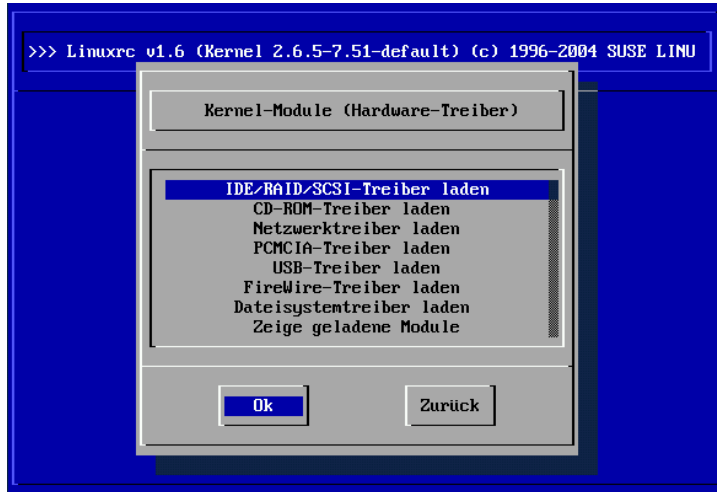 >>> Linuxrc v1.6 (Kernel 2.6.5-7.51-default) (c) 1996-2004 SUSE LINU
Kernel-Module (Hardware-Treiber)
IDE/RAID/SCSI-Treiber laden
CD-ROM-Treiber laden
Netzwerktreiber laden
PCMCIA-Treiber laden
USB-Treiber laden
FireWire-Treiber laden
Dateisystemtreiber laden
Zeige geladene Module
Ok
Zurück